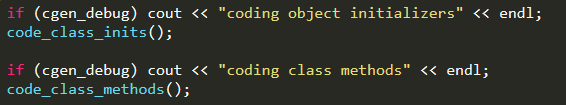 if (cgen_debug) cout << "coding object initializers" << endl;
code_class_inits();
if (cgen_debug) cout << "coding class methods" << endl;
code_class_methods();